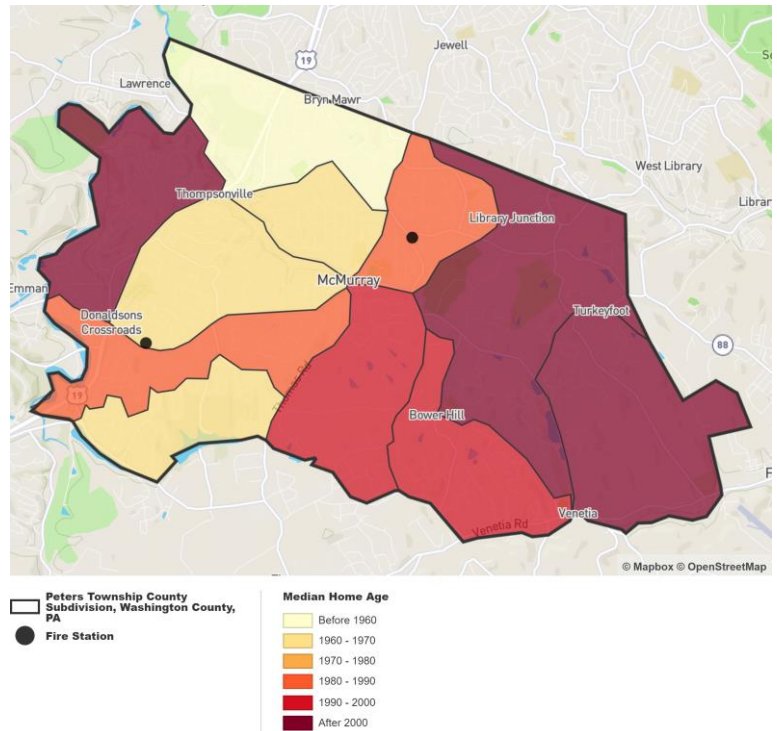 Jewell
19
Lawrence
Bryn Mawr
West Library
Thompsonville
Library Junction
McMurray
Donaldsons
Crossroads
Turkeyfoot
88
19
Thomas Rd
Bower Hill
Venetia
Venetia Rd
© Mapbox © OpenStreetMap
Peters Township County
Subdivision, Washington County,
PA
Fire Station
Median Home Age
Before 1960
1960 - 1970
1970 - 1980
1980 - 1990
1990 - 2000
After 2000